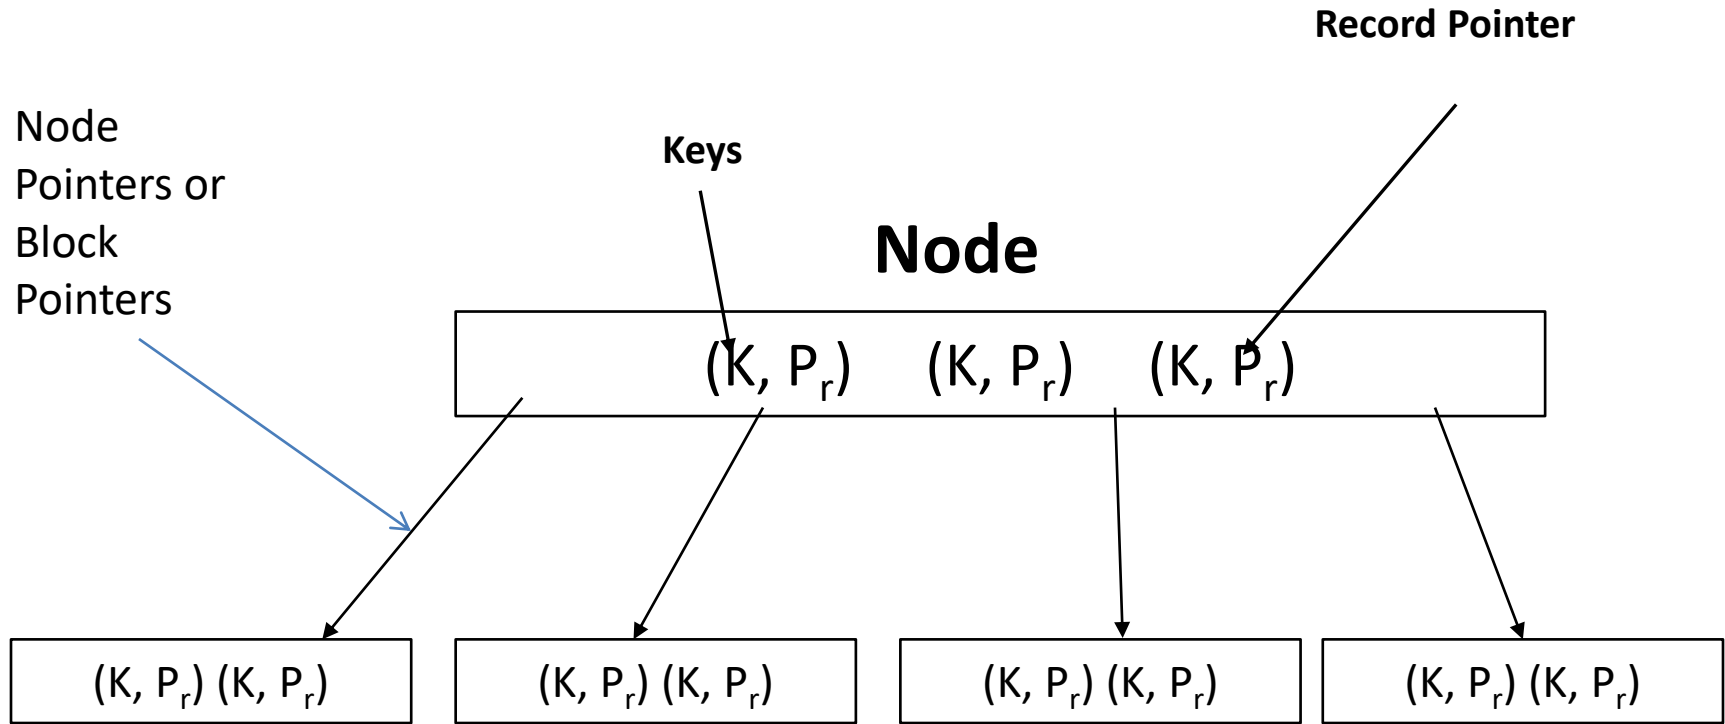 Record Pointer
Node
Pointers or
Block
Pointers
Keys
Node
(K, Pr) (K, Pr) (K, Pr)
(K, Pr) (K, Pr)
(K, Pr) (K, Pr)
(K, Pr) (K, Pr)
(K, Pr) (K, Pr)